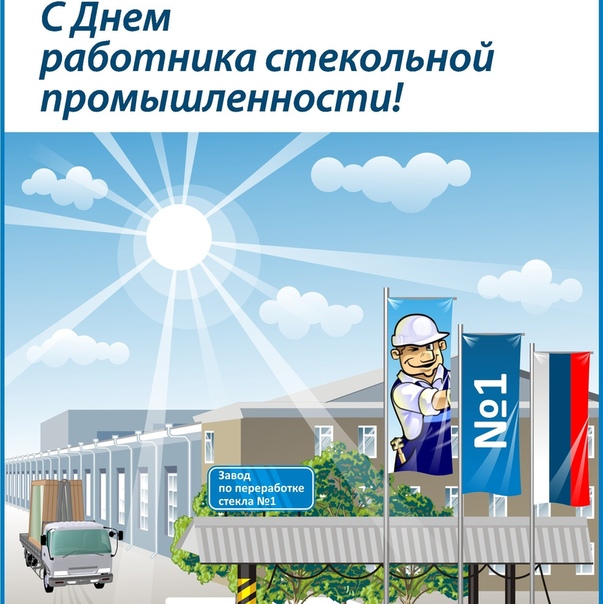 С Днем
работника стекольной
промышленности!
№1
Завод
по переработке
стекла №1